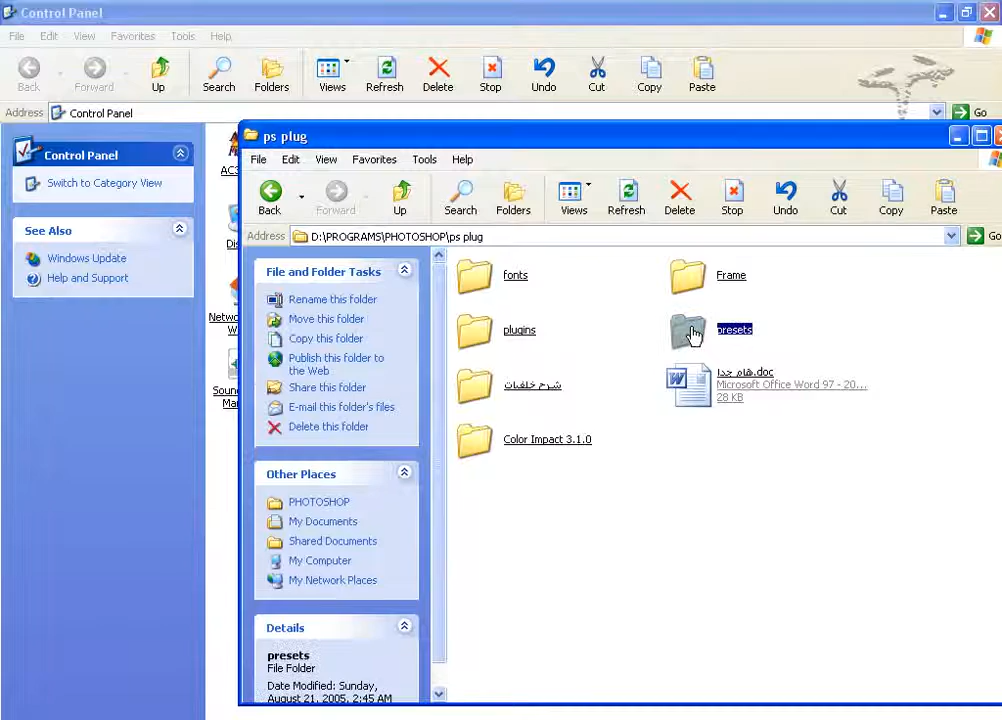 Control Panel
File Edit View Favorites Tools Help
Back Forward Up Search Folders Views Refresh Delete Stop Undo Cut Copy Paste
Address Control Panel Go
Control Panel
Switch to Category View
See Also
Windows Update
Help and Support
ps plug
File Edit View Favorites Tools Help
Back Forward Up Search Folders Views Refresh Delete Stop Undo Cut Copy Paste
Address D:\PROGRAMS\PHOTOSHOP\ps plug Go
File and Folder Tasks
Rename this folder
Move this folder
Copy this folder
Publish this folder to
the Web
Share this folder
E-mail this folder's files
Delete this folder
Other Places
PHOTOSHOP
My Documents
Shared Documents
My Computer
My Network Places
Details
presets
File Folder
Date Modified: Sunday,
August 21, 2005, 2:45 AM
fonts
Frame
plugins
presets
شرح خلفيات
هام جدا.doc
Microsoft Office Word 97 - 20...
28 KB
Color Impact 3.1.0